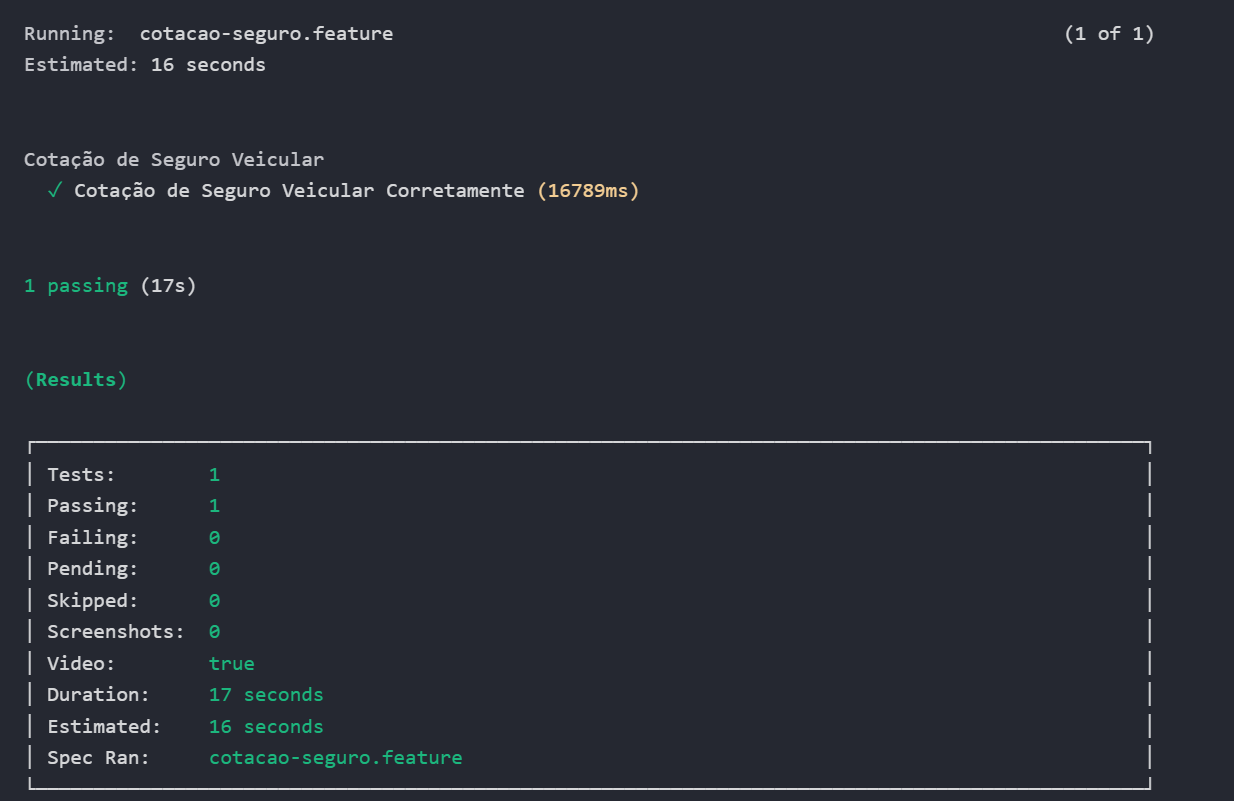 Running: cotacao-seguro.feature (1 of 1)
Estimated: 16 seconds
Cotação de Seguro Veicular
✓ Cotação de Seguro Veicular Corretamente (16789ms)
1 passing (17s)
(Results)
Tests: 1
Passing: 1
Failing: 0
Pending: 0
Skipped: 0
Screenshots: 0
Video: true
Duration: 17 seconds
Estimated: 16 seconds
Spec Ran: cotacao-seguro.feature